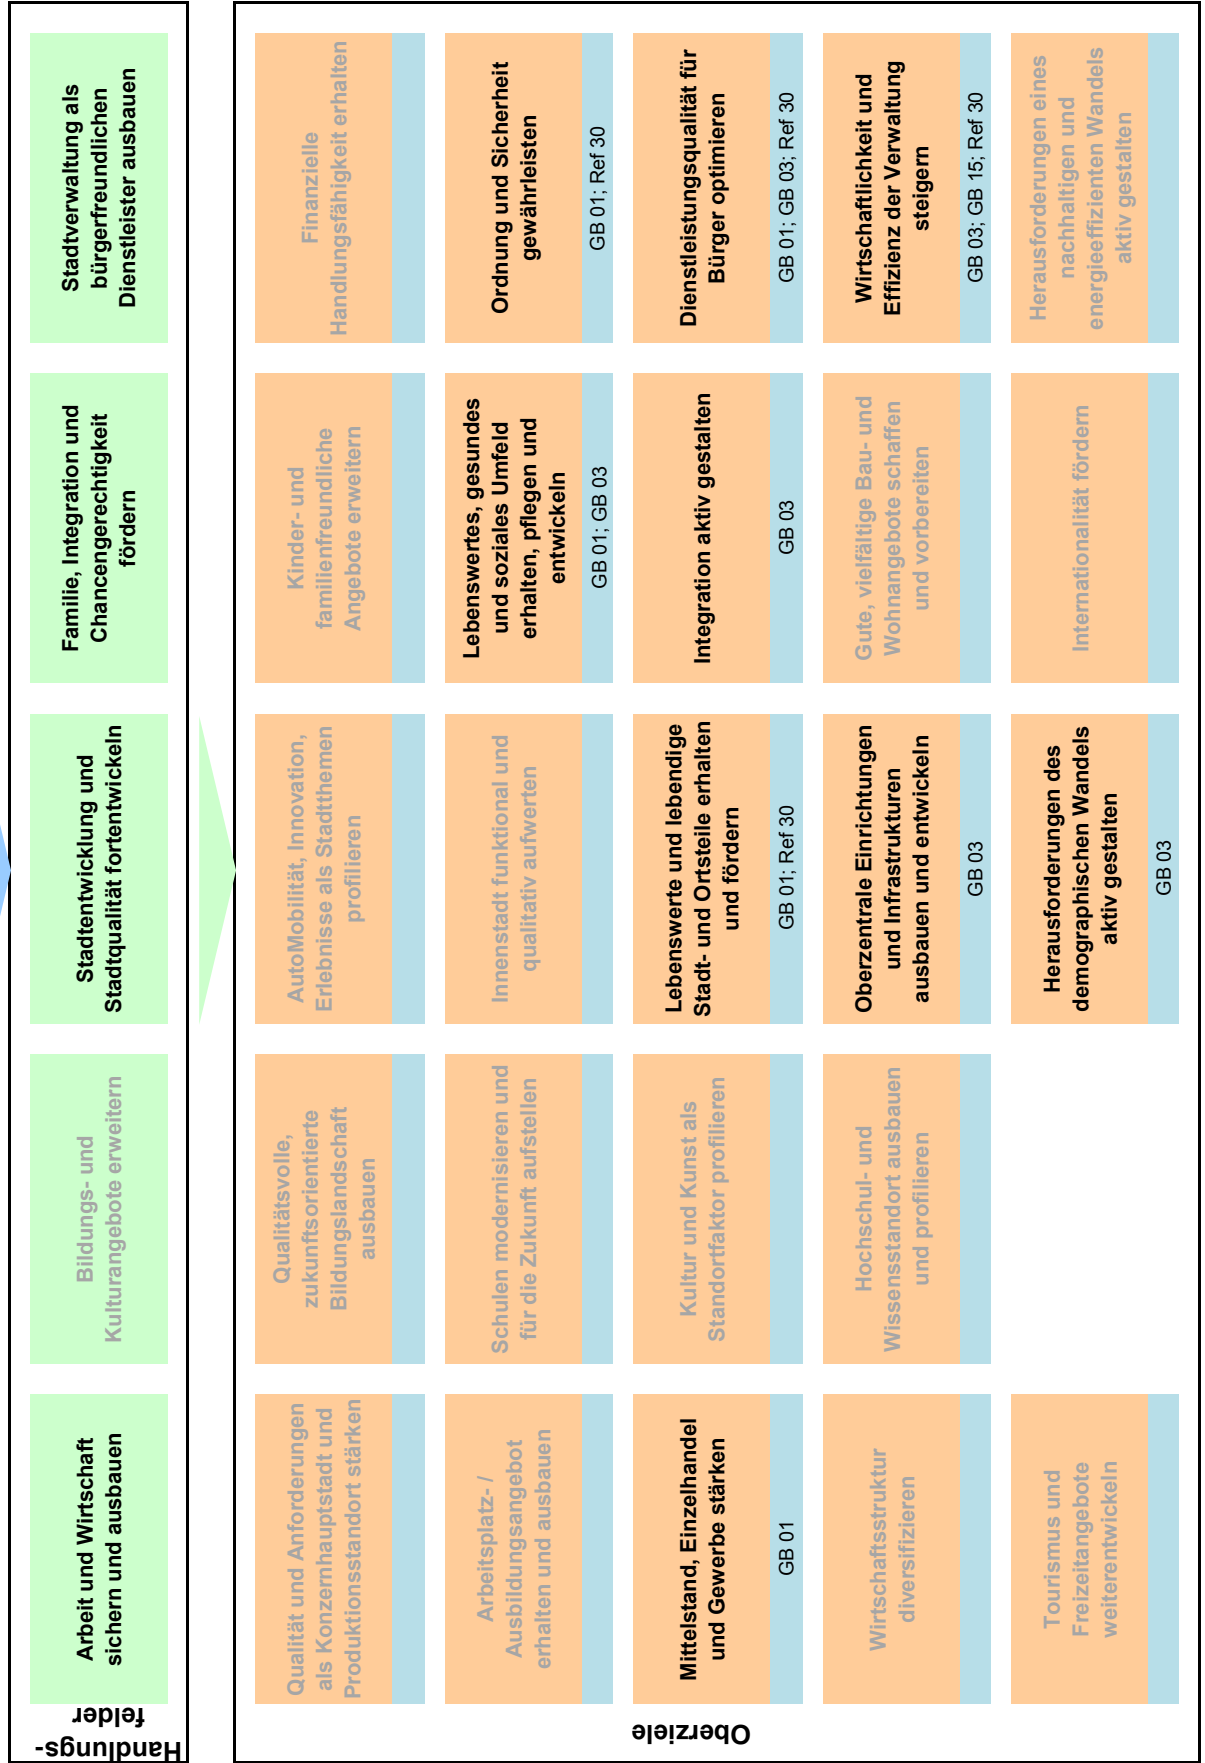 Handlungs-
felder
Arbeit und Wirtschaft
sichern und ausbauen
Bildungs- und
Kulturangebote erweitern
Stadtentwicklung und
Stadtqualität fortentwickeln
Familie, Integration und
Chancengerechtigkeit
fördern
Stadtverwaltung als
bürgerfreundlichen
Dienstleister ausbauen
Oberziele
Qualität und Anforderungen
als Konzernhauptstadt und
Produktionsstandort stärken
Qualitätsvolle,
zukunftsorientierte
Bildungslandschaft
ausbauen
AutoMobilität, Innovation,
Erlebnisse als Stadtthemen
profilieren
Kinder- und
familienfreundliche
Angebote erweitern
Finanzielle
Handlungsfähigkeit erhalten
Arbeitsplatz- /
Ausbildungsangebot
erhalten und ausbauen
Schulen modernisieren und
für die Zukunft aufstellen
Innenstadt funktional und
qualitativ aufwerten
Lebenswertes, gesundes
und soziales Umfeld
erhalten, pflegen und
entwickeln
GB 01; GB 03
Ordnung und Sicherheit
gewährleisten
GB 01; Ref 30
Mittelstand, Einzelhandel
und Gewerbe stärken
GB 01
Kultur und Kunst als
Standortfaktor profilieren
Lebenswerte und lebendige
Stadt- und Ortsteile erhalten
und fördern
GB 01; Ref 30
Integration aktiv gestalten
GB 03
Dienstleistungsqualität für
Bürger optimieren
GB 01; GB 03; Ref 30
Wirtschaftsstruktur
diversifizieren
Hochschul- und
Wissensstandort ausbauen
und profilieren
Oberzentrale Einrichtungen
und Infrastrukturen
ausbauen und entwickeln
GB 03
Gute, vielfältige Bau- und
Wohnangebote schaffen
und vorbereiten
Wirtschaftlichkeit und
Effizienz der Verwaltung
steigern
GB 03; GB 15; Ref 30
Tourismus und
Freizeitangebote
weiterentwickeln
Herausforderungen des
demographischen Wandels
aktiv gestalten
GB 03
Internationalität fördern
Herausforderungen eines
nachhaltigen und
energieeffizienten Wandels
aktiv gestalten